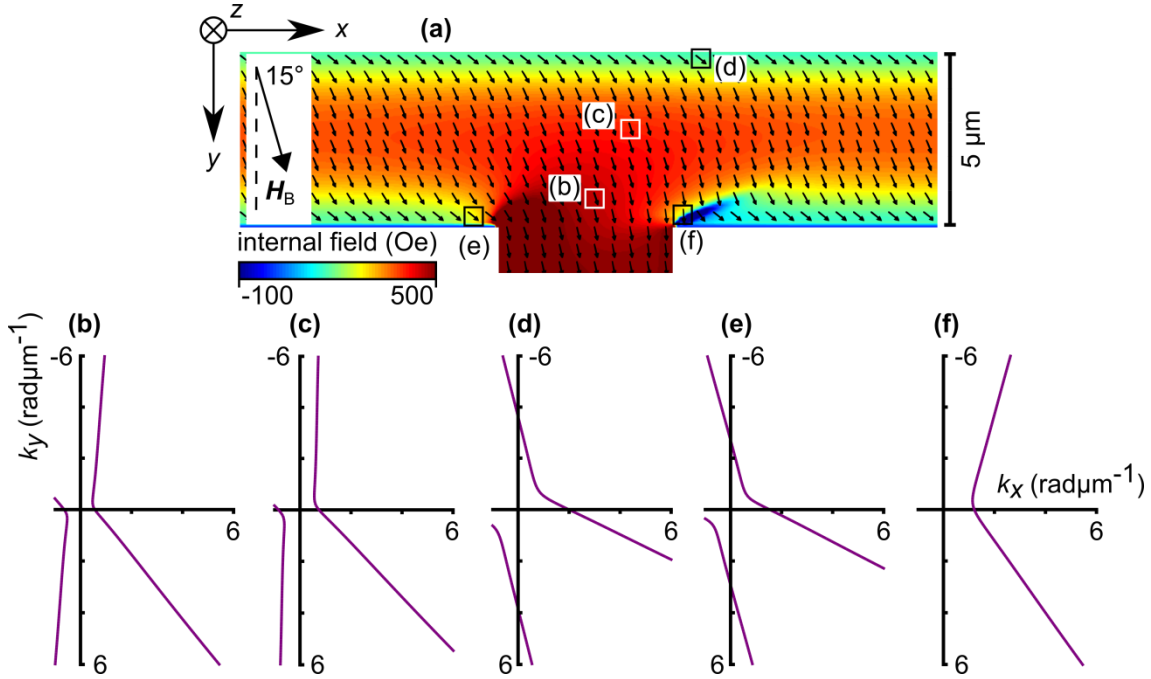 z
x
y
(a)
15°
H_B
(d)
(c)
(b)
(e)
(f)
5 µm
internal field (Oe)
-100 500
(b) (c) (d) (e) (f)
k_y (radµm⁻¹)
-6 -6 -6 -6 -6
k_x (radµm⁻¹)
6 6 6 6 6
6 6 6 6 6